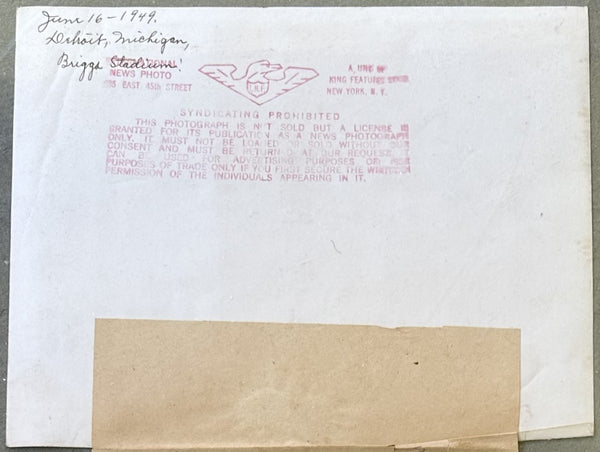 June 16-1949.
Detroit, Michigan,
Briggs Stadium!
NEWS PHOTO
EAST 45th STREET
I.N.P.
A UNIT OF
KING FEATURES
NEW YORK, N. Y.
SYNDICATING PROHIBITED
THIS PHOTOGRAPH IS NOT SOLD BUT A LICENSE IS
GRANTED FOR ITS PUBLICATION AS A NEWS PHOTOGRAPH
ONLY. IT MUST NOT BE LOANED OR SOLD WITHOUT OUR
CONSENT AND MUST BE RETURNED AT OUR REQUEST. IT
CAN BE USED FOR ADVERTISING PURPOSES OR FOR
PURPOSES OF TRADE ONLY IF YOU FIRST SECURE THE WRITTEN
PERMISSION OF THE INDIVIDUALS APPEARING IN IT.